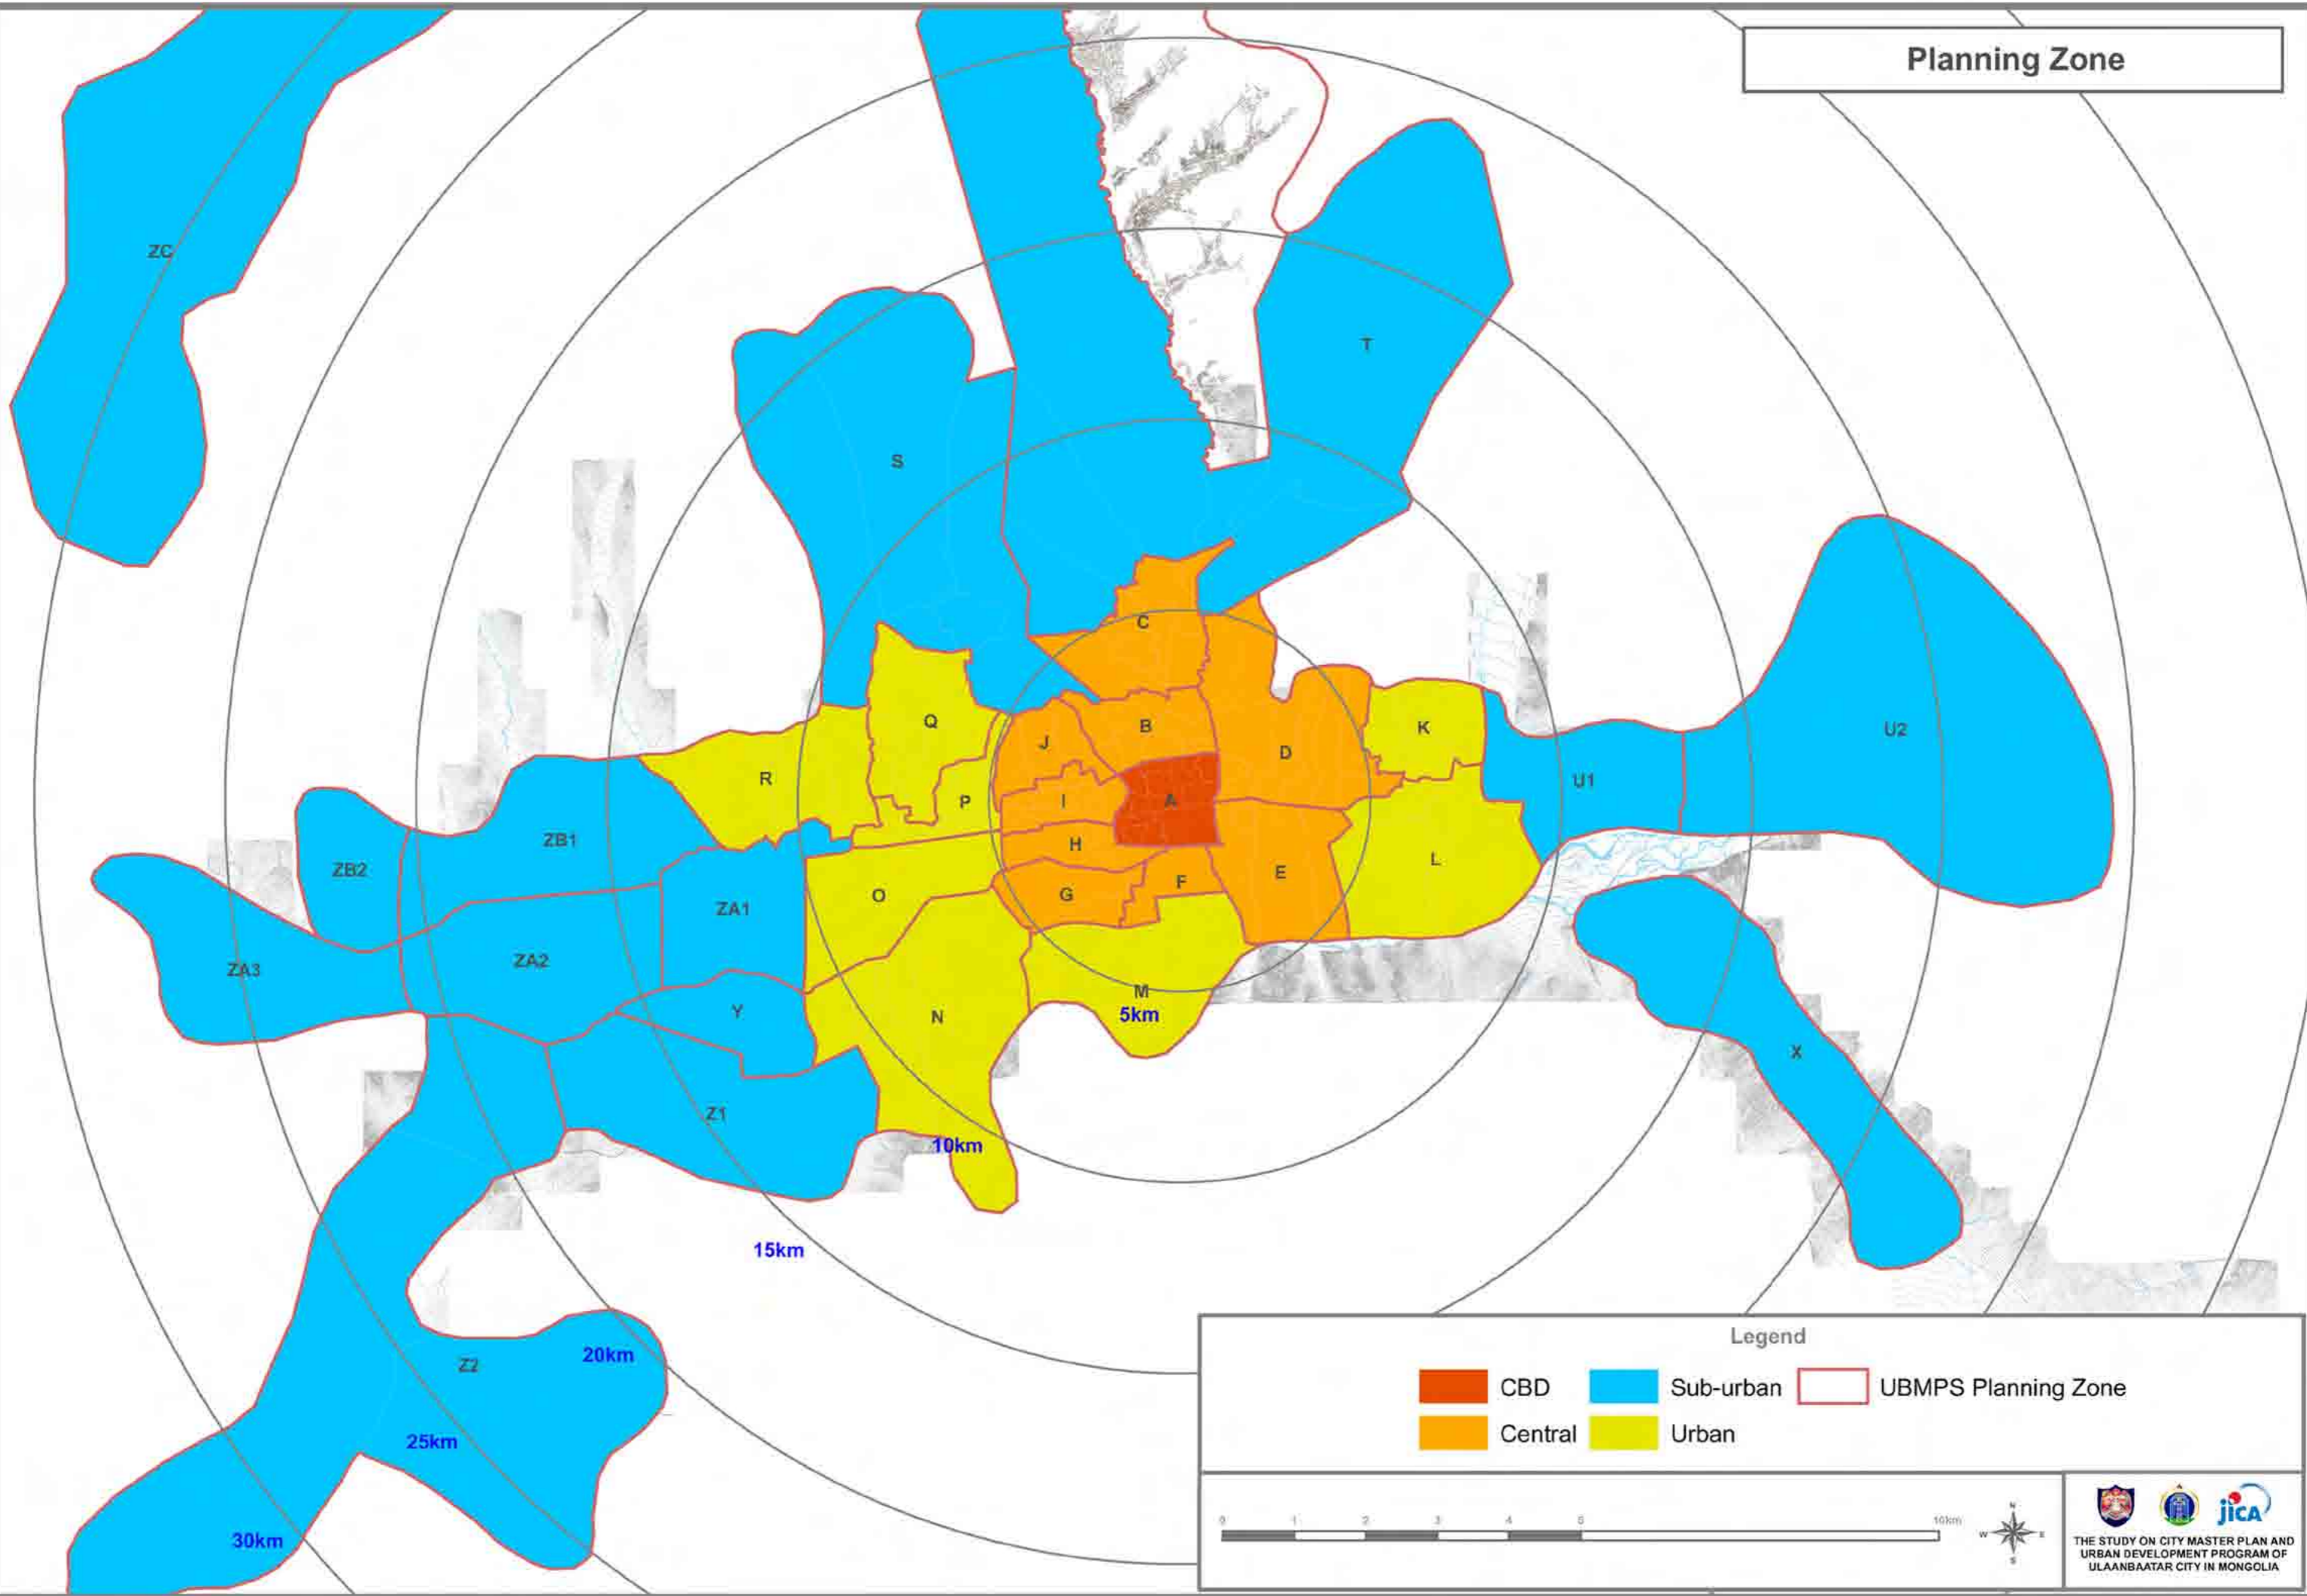 Planning Zone
ZC
T
S
C
Q
J
B
D
K
U2
R
P
I
A
U1
ZB1
H
ZB2
O
G
F
E
L
ZA1
ZA3
ZA2
Y
N
M
5km
X
Z1
10km
15km
Z2
20km
25km
30km
Legend
CBD
Sub-urban
UBMPS Planning Zone
Central
Urban
0 1 2 3 4 5 10km
N
W E
S
jICA
THE STUDY ON CITY MASTER PLAN AND
URBAN DEVELOPMENT PROGRAM OF
ULAANBAATAR CITY IN MONGOLIA